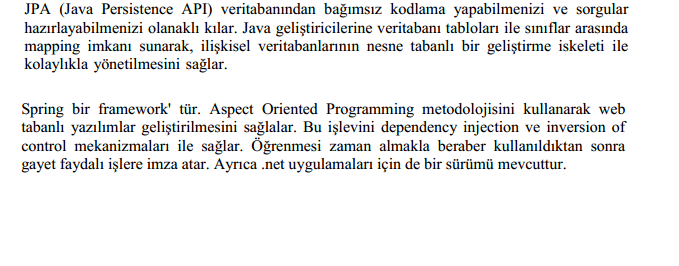 JPA (Java Persistence API) veritabanından bağımsız kodlama yapabilmenizi ve sorgular
hazırlayabilmenizi olanaklı kılar. Java geliştiricilerine veritabanı tabloları ile sınıflar arasında
mapping imkanı sunarak, ilişkisel veritabanlarının nesne tabanlı bir geliştirme iskeleti ile
kolaylıkla yönetilmesini sağlar.
Spring bir framework' tür. Aspect Oriented Programming metodolojisini kullanarak web
tabanlı yazılımlar geliştirilmesini sağlalar. Bu işlevini dependency injection ve inversion of
control mekanizmaları ile sağlar. Öğrenmesi zaman almakla beraber kullanıldıktan sonra
gayet faydalı işlere imza atar. Ayrıca .net uygulamaları için de bir sürümü mevcuttur.